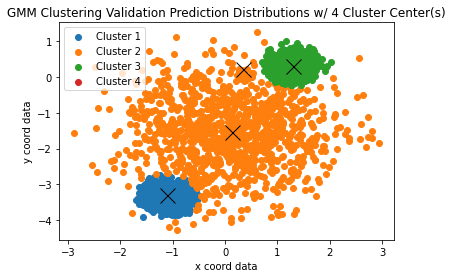 GMM Clustering Validation Prediction Distributions w/ 4 Cluster Center(s)
Cluster 1
Cluster 2
Cluster 3
Cluster 4
y coord data
1
0
−1
−2
−3
−4
−3
−2
−1
0
1
2
3
x coord data